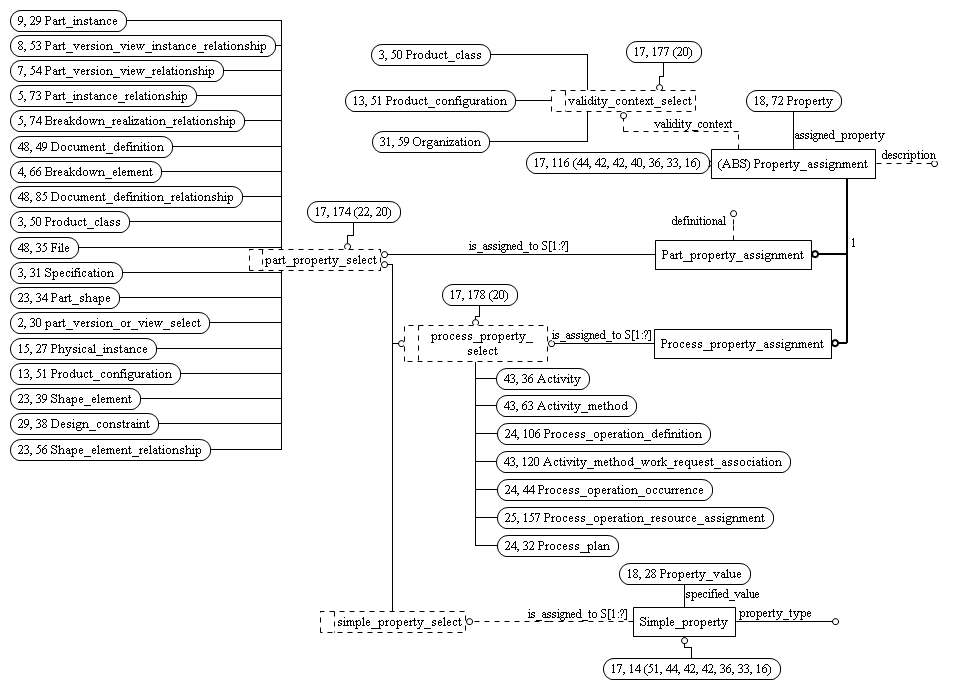 9, 29 Part_instance
8, 53 Part_version_view_instance_relationship
7, 54 Part_version_view_relationship
5, 73 Part_instance_relationship
5, 74 Breakdown_realization_relationship
48, 49 Document_definition
4, 66 Breakdown_element
48, 85 Document_definition_relationship
3, 50 Product_class
48, 35 File
3, 31 Specification
23, 34 Part_shape
2, 30 part_version_or_view_select
15, 27 Physical_instance
13, 51 Product_configuration
23, 39 Shape_element
29, 38 Design_constraint
23, 56 Shape_element_relationship
17, 174 (22, 20)
part_property_select
3, 50 Product_class
13, 51 Product_configuration
31, 59 Organization
17, 177 (20)
validity_context_select
validity_context
18, 72 Property
assigned_property
17, 116 (44, 42, 42, 40, 36, 33, 16)
(ABS) Property_assignment
description
definitional
is_assigned_to S[1:?]
Part_property_assignment
1
17, 178 (20)
process_property_
select
is_assigned_to S[1:?]
Process_property_assignment
43, 36 Activity
43, 63 Activity_method
24, 106 Process_operation_definition
43, 120 Activity_method_work_request_association
24, 44 Process_operation_occurrence
25, 157 Process_operation_resource_assignment
24, 32 Process_plan
18, 28 Property_value
specified_value
simple_property_select
is_assigned_to S[1:?]
Simple_property
property_type
17, 14 (51, 44, 42, 42, 36, 33, 16)